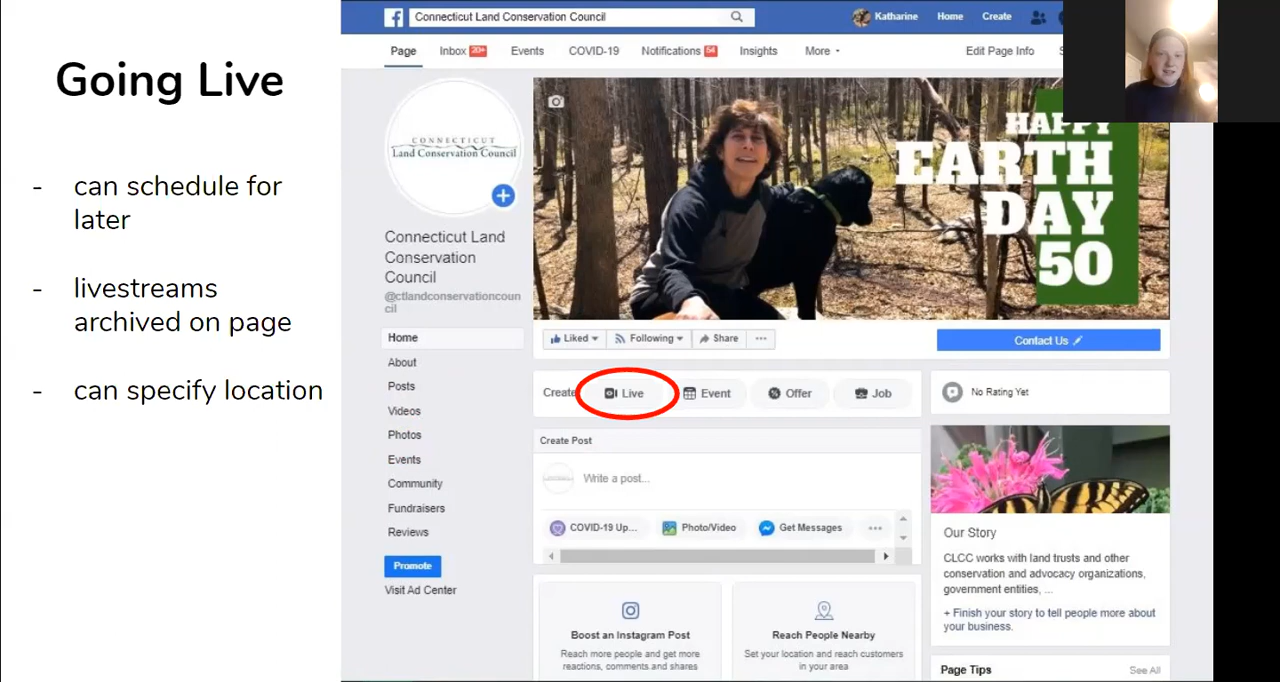 Going Live
- can schedule for
later
- livestreams
archived on page
- can specify location
Connecticut Land Conservation Council
Katharine
Home
Create
Page
Inbox 20+
Events
COVID-19
Notifications 54
Insights
More
Edit Page Info
CONNECTICUT
Land Conservation Council
HAPPY
EARTH
DAY
50
Connecticut Land
Conservation
Council
@ctlandconservationcoun
cil
Home
About
Posts
Videos
Photos
Events
Community
Fundraisers
Reviews
Promote
Visit Ad Center
Liked
Following
Share
...
Contact Us
Create
Live
Event
Offer
Job
Create Post
Write a post...
COVID-19 Up...
Photo/Video
Get Messages
...
Boost an Instagram Post
Reach more people and get more
reactions, comments and shares
Reach People Nearby
Set your location and reach customers
in your area
No Rating Yet
Our Story
CLCC works with land trusts and other
conservation and advocacy organizations,
government entities, ...
+ Finish your story to tell people more about
your business.
Page Tips
See All